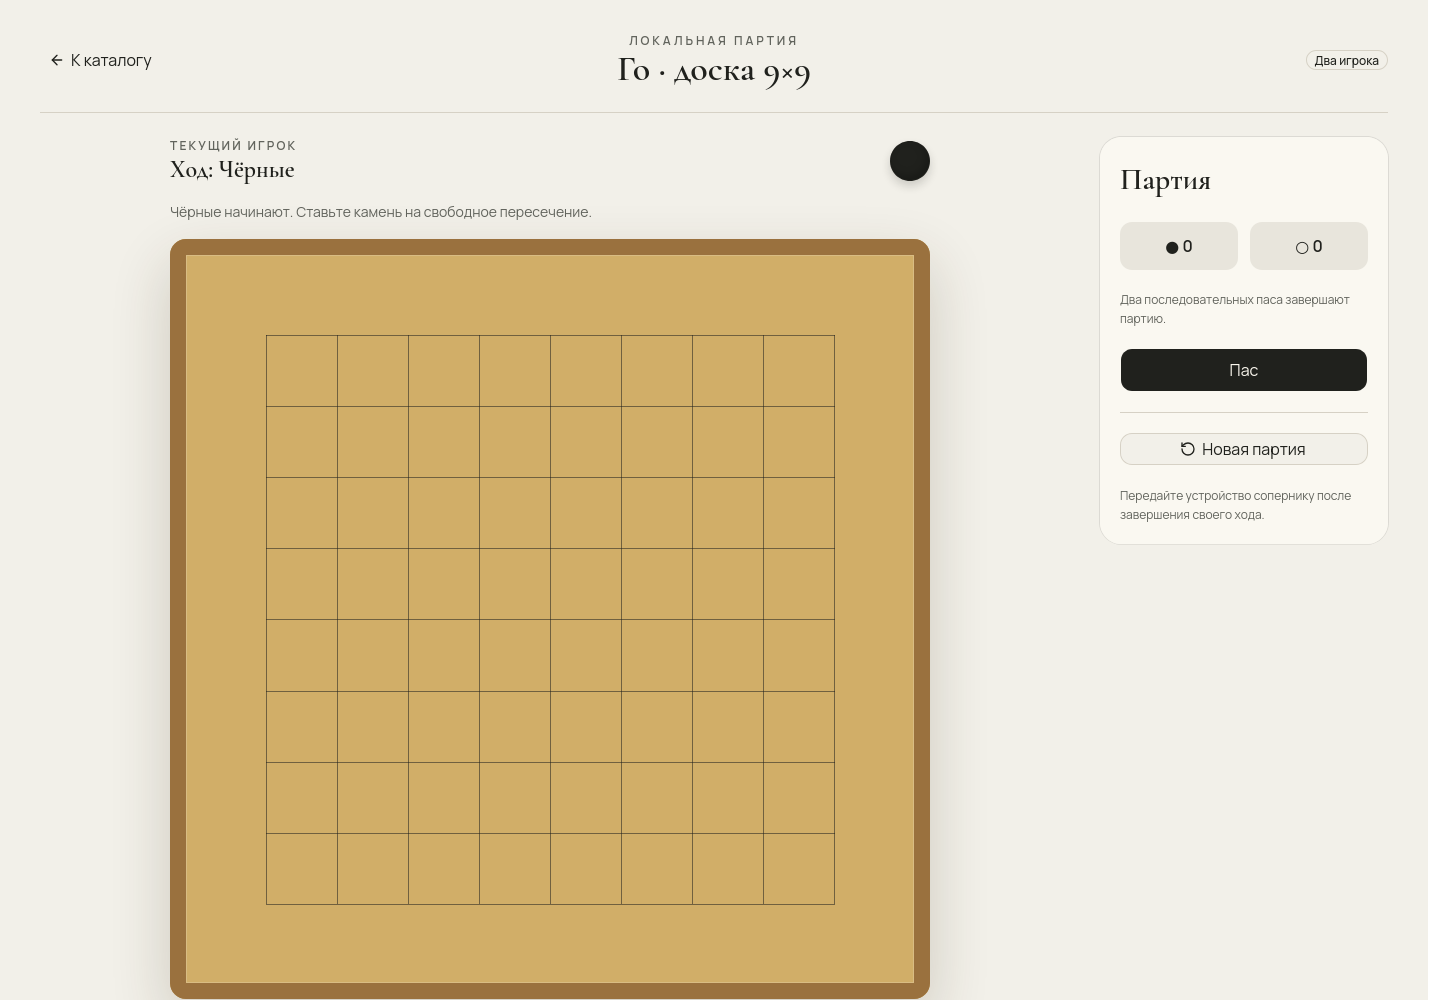 К каталогу
ЛОКАЛЬНАЯ ПАРТИЯ
Го · доска 9×9
Два игрока
ТЕКУЩИЙ ИГРОК
Ход: Чёрные
Чёрные начинают. Ставьте камень на свободное пересечение.
Партия
● 0
○ 0
Два последовательных паса завершают
партию.
Пас
Новая партия
Передайте устройство сопернику после
завершения своего хода.